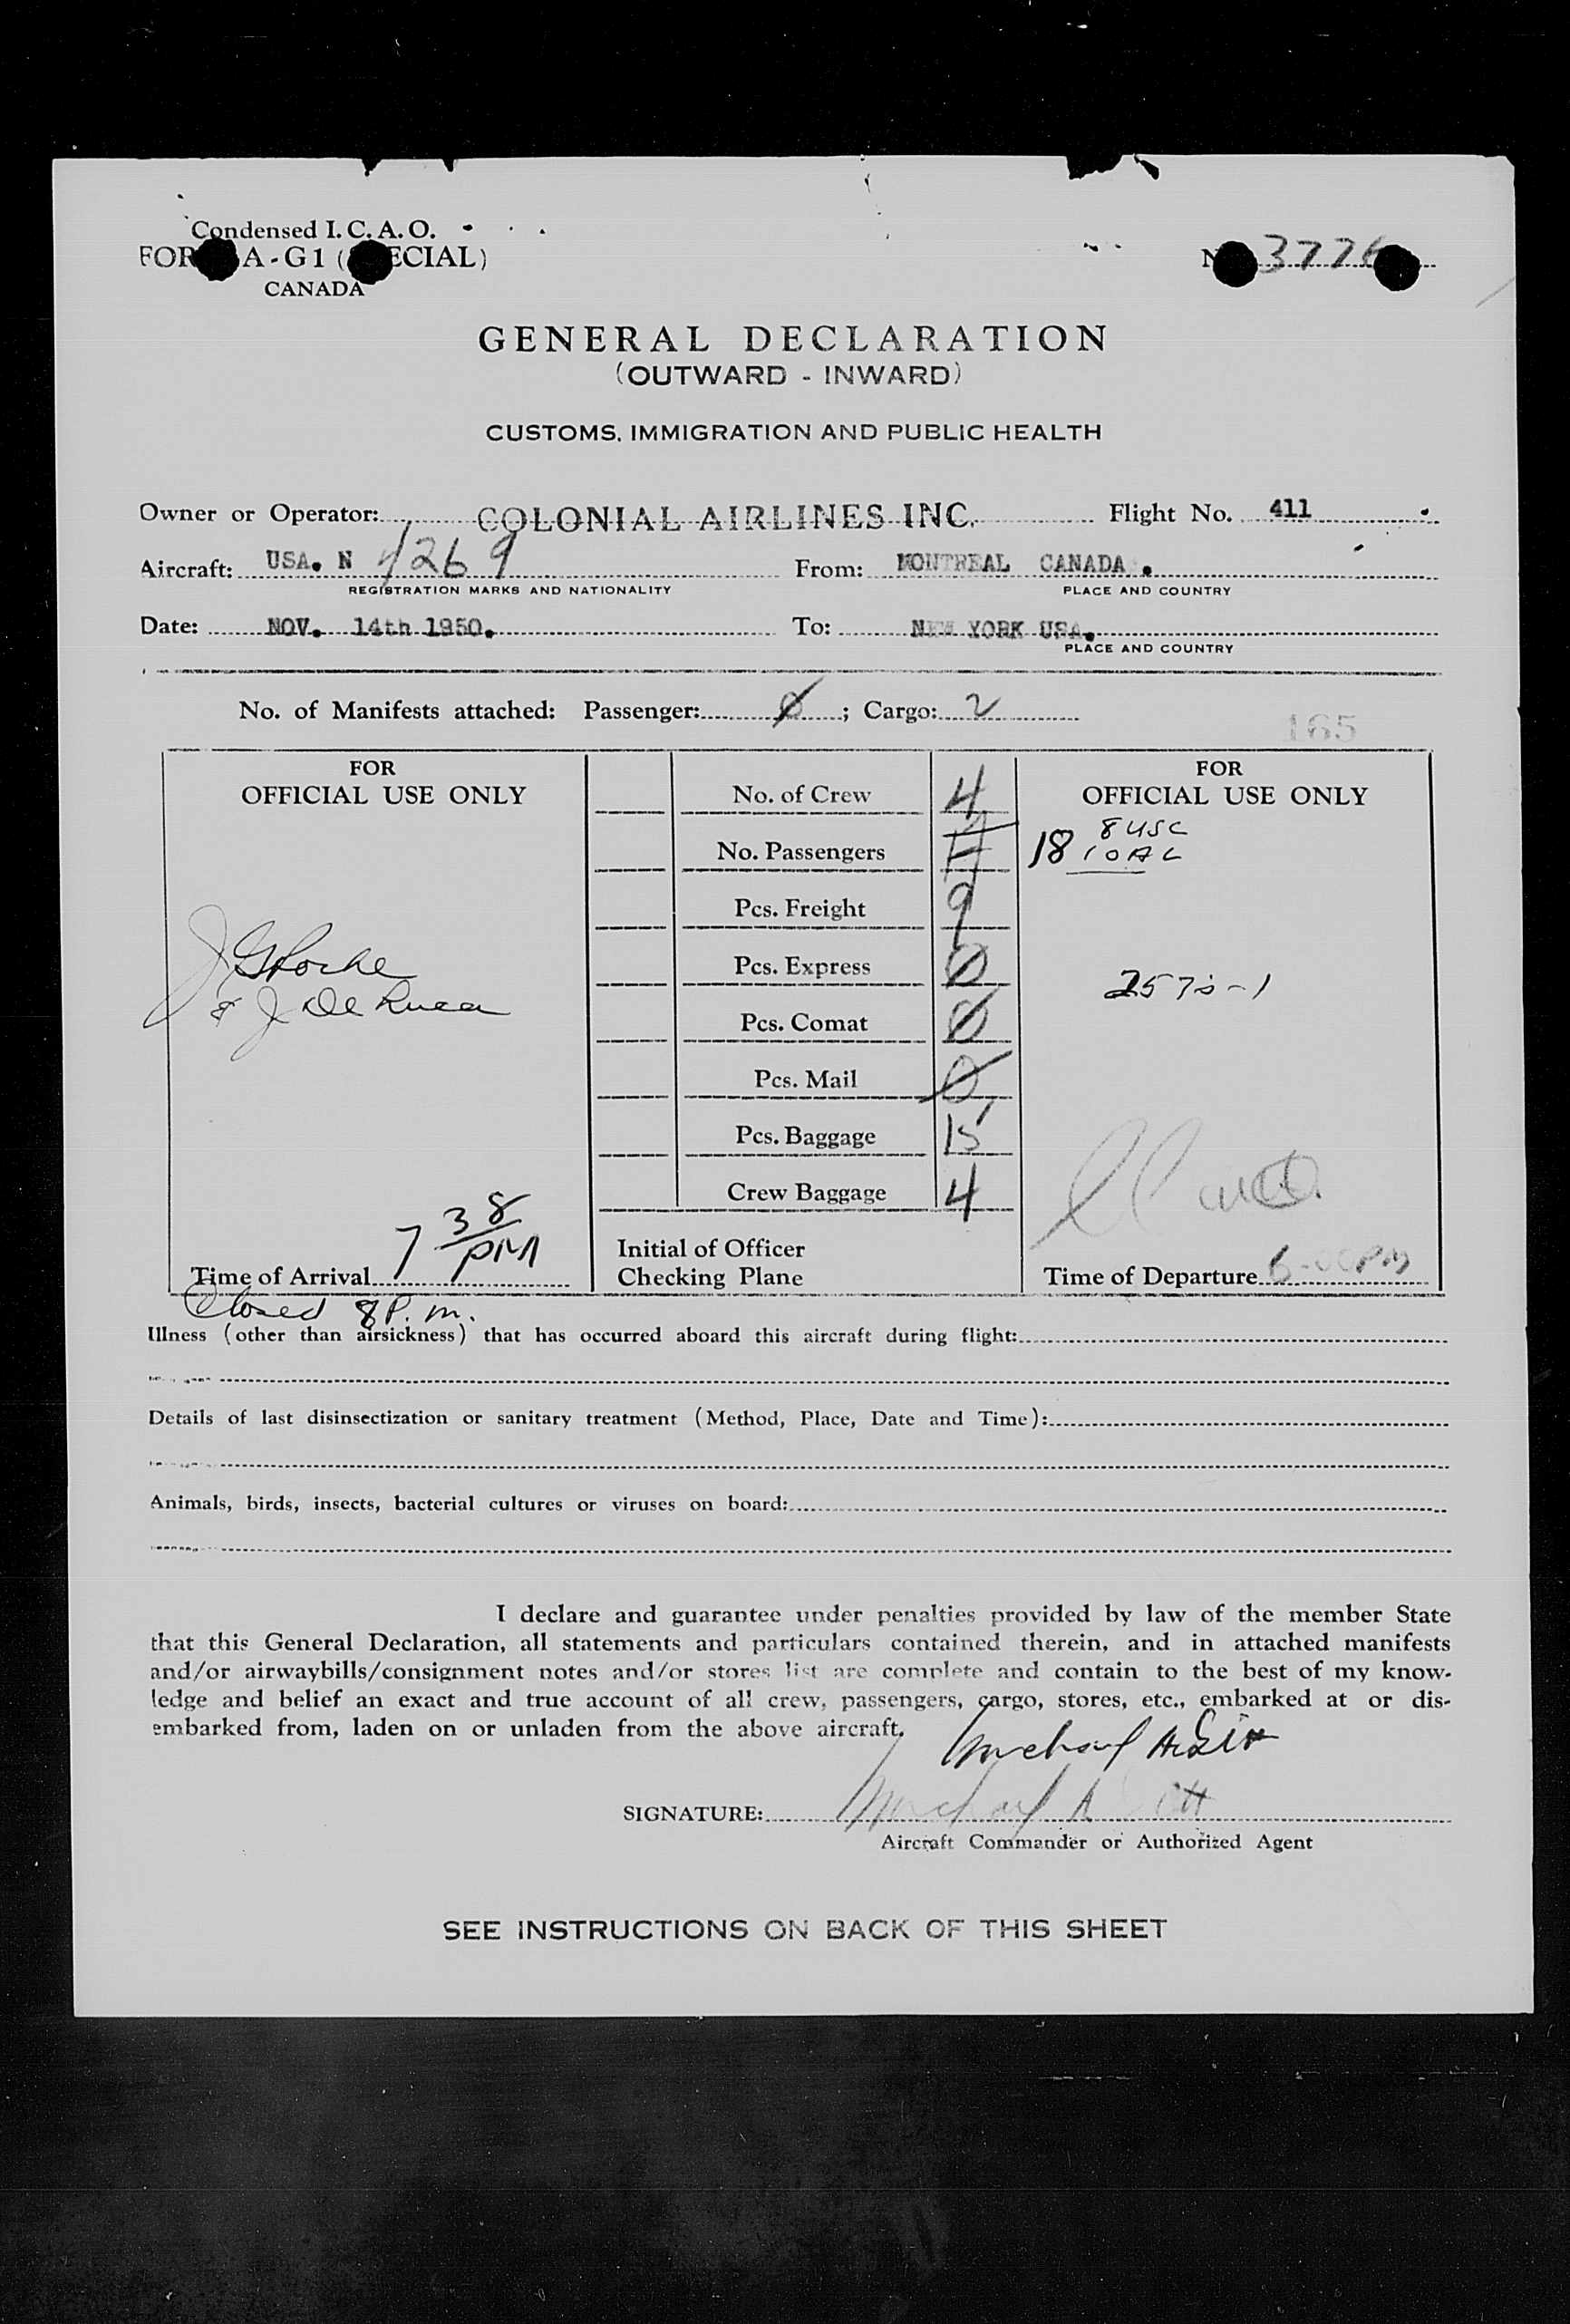 Condensed I. C. A. O.
A-G1 ( ECIAL)
CANADA
3776
GENERAL DECLARATION
(OUTWARD - INWARD)
CUSTOMS, IMMIGRATION AND PUBLIC HEALTH
Owner or Operator: COLONIAL AIRLINES INC. Flight No. 411
Aircraft: USA. N 4269 From: MONTREAL CANADA.
REGISTRATION MARKS AND NATIONALITY PLACE AND COUNTRY
Date: NOV. 14th 1950. To: NEW YORK USA.
PLACE AND COUNTRY
No. of Manifests attached: Passenger: Ø ; Cargo: 2
165
FOR
OFFICIAL USE ONLY
& J De Luca
7 38 PM
Time of Arrival
Closed 8 P. m.
No. of Crew 4
No. Passengers
Pcs. Freight 9
Pcs. Express Ø
Pcs. Comat Ø
Pcs. Mail Ø
Pcs. Baggage 15
Crew Baggage 4
Initial of Officer
Checking Plane
FOR
OFFICIAL USE ONLY
18 8 USC
10 AL
2570-1
Time of Departure 6-00PM
Illness (other than airsickness) that has occurred aboard this aircraft during flight:
Details of last disinsectization or sanitary treatment (Method, Place, Date and Time):
Animals, birds, insects, bacterial cultures or viruses on board:
I declare and guarantee under penalties provided by law of the member State
that this General Declaration, all statements and particulars contained therein, and in attached manifests
and/or airwaybills/consignment notes and/or stores list are complete and contain to the best of my know-
ledge and belief an exact and true account of all crew, passengers, cargo, stores, etc., embarked at or dis-
embarked from, laden on or unladen from the above aircraft.
Michael A
SIGNATURE: Michael A
Aircraft Commander or Authorized Agent
SEE INSTRUCTIONS ON BACK OF THIS SHEET